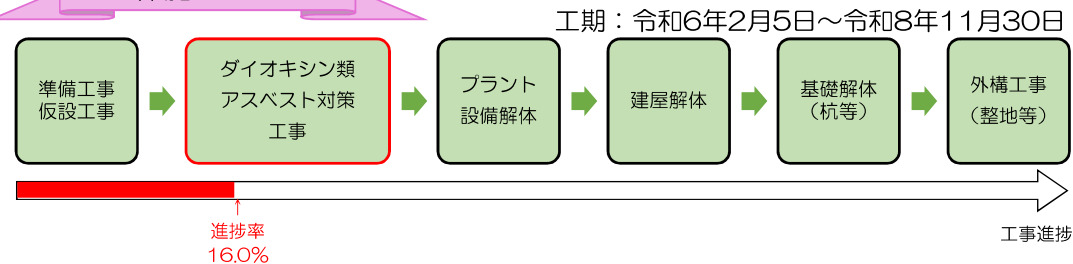 工期：令和6年2月5日～令和8年11月30日
準備工事
仮設工事
ダイオキシン類
アスベスト対策
工事
プラント
設備解体
建屋解体
基礎解体
（杭等）
外構工事
（整地等）
進捗率
16.0%
工事進捗